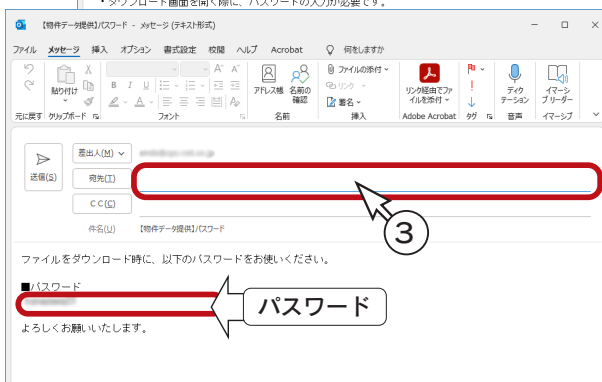 ・ダウンロード画面を開く際に、パスワードの入力が必要です。
【物件データ提供】パスワード - メッセージ (テキスト形式)
ファイル メッセージ 挿入 オプション 書式設定 校閲 ヘルプ Acrobat 何をしますか
元に戻す
貼り付け
クリップボード
B I U
A A
フォント
アドレス帳 名前の確認
名前
ファイルの添付
リンク
署名
挿入
リンク経由でファイルを添付
Adobe Acrobat
タグ
ディクテーション
音声
イマーシブ リーダー
イマーシブ
送信(S)
差出人(M)
宛先(T)
CC(C)
件名(U) 【物件データ提供】パスワード
3
ファイルをダウンロード時に、以下のパスワードをお使いください。
■パスワード
パスワード
よろしくお願いいたします。